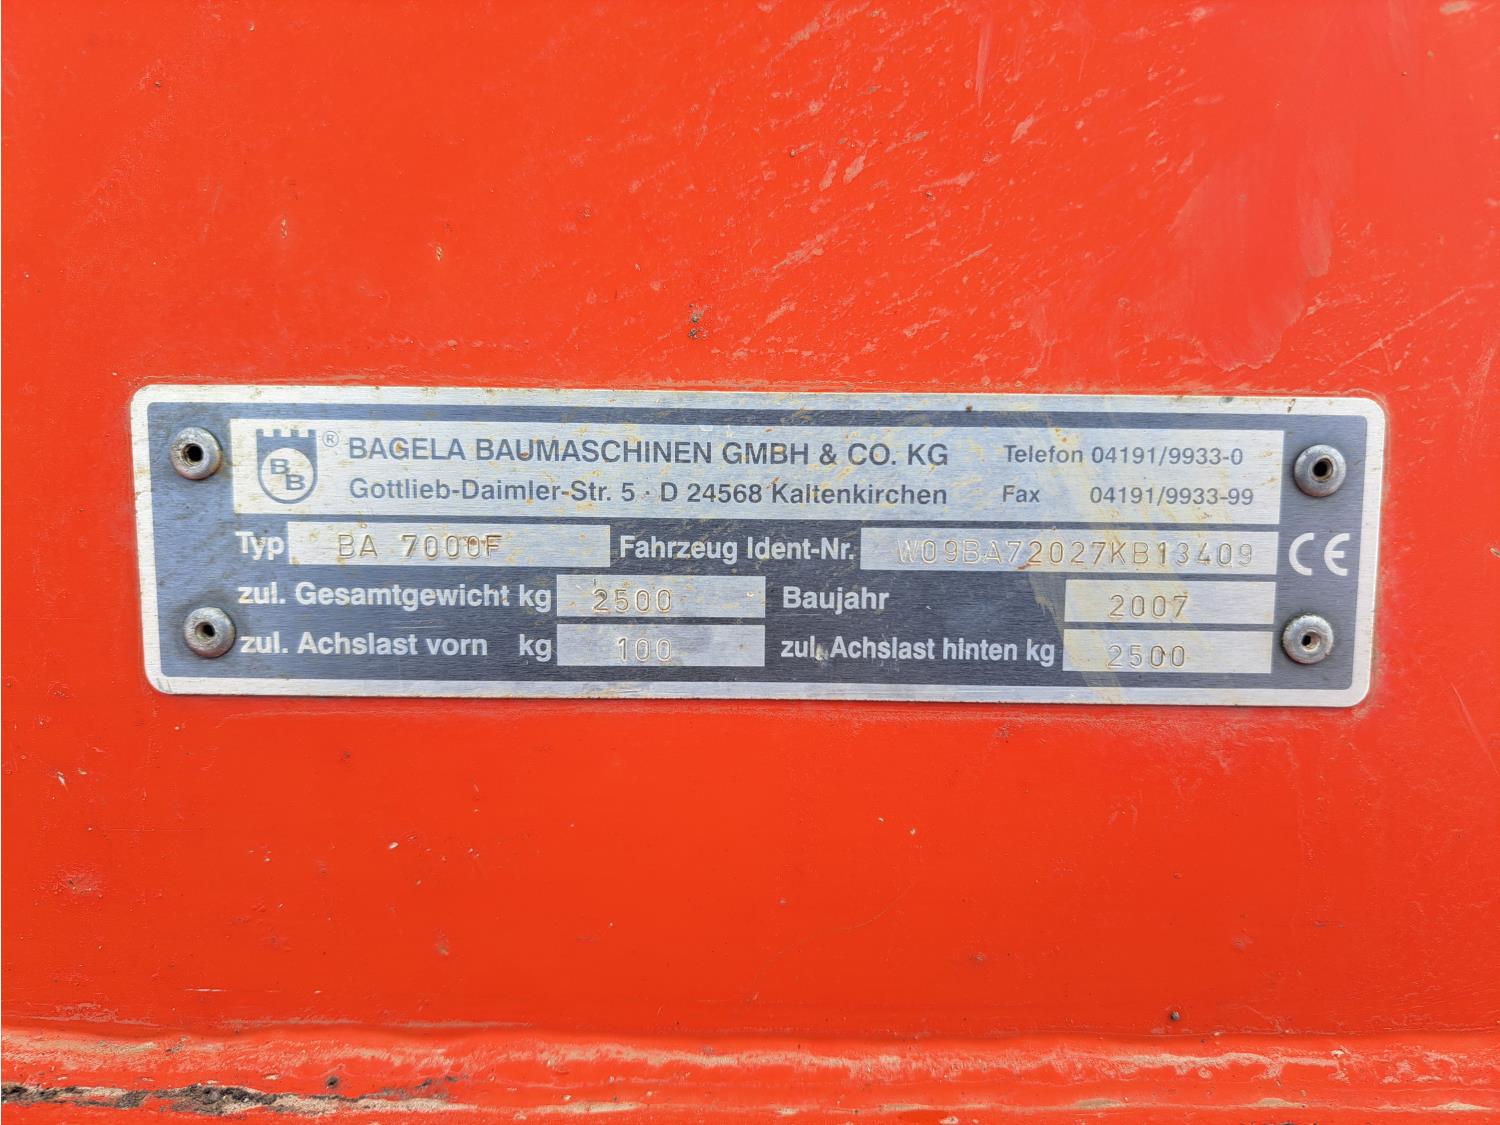 BB ® BAGELA BAUMASCHINEN GMBH & CO. KG Telefon 04191/9933-0
Gottlieb-Daimler-Str. 5 · D 24568 Kaltenkirchen Fax 04191/9933-99
Typ BA 7000F Fahrzeug Ident-Nr. W09BA72027KB13409 CE
zul. Gesamtgewicht kg 2500 Baujahr 2007
zul. Achslast vorn kg 100 zul. Achslast hinten kg 2500